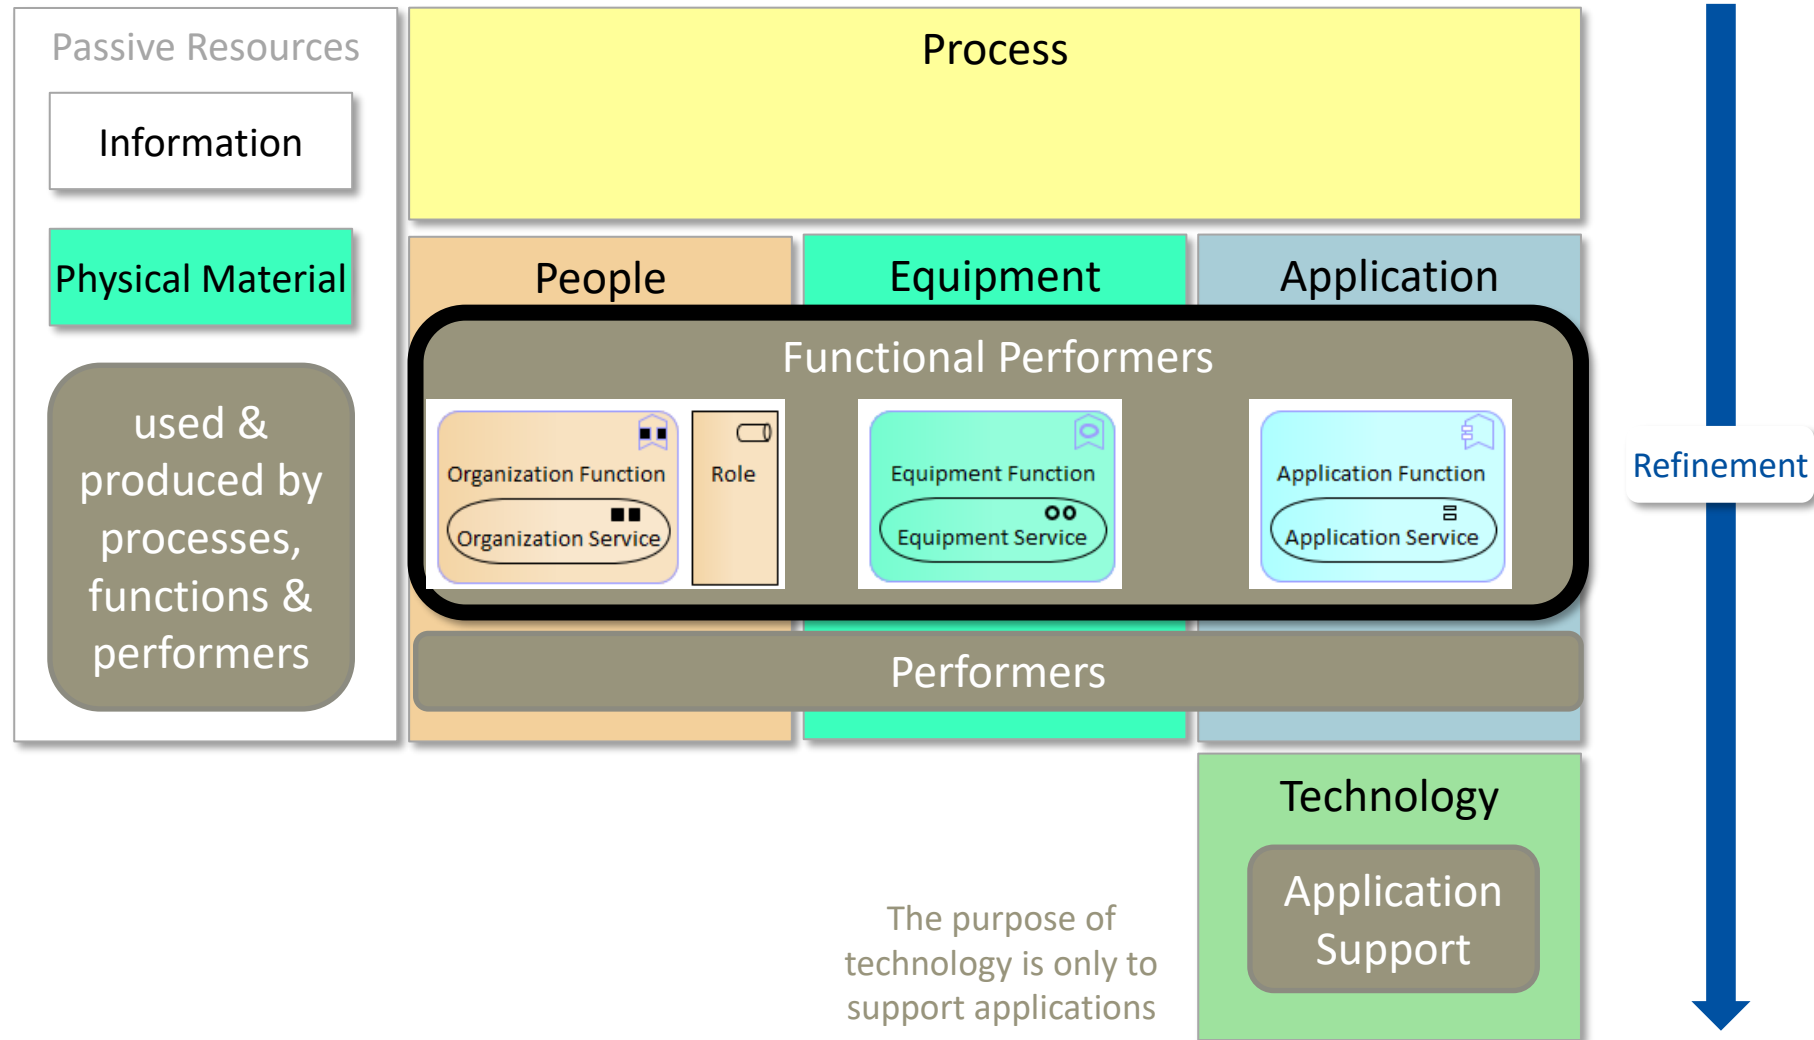 Passive Resources
Information
Physical Material
used &
produced by
processes,
functions &
performers
Process
People
Equipment
Application
Functional Performers
Organization Function
Organization Service
Role
Equipment Function
Equipment Service
Application Function
Application Service
Performers
Technology
Application
Support
The purpose of
technology is only to
support applications
Refinement